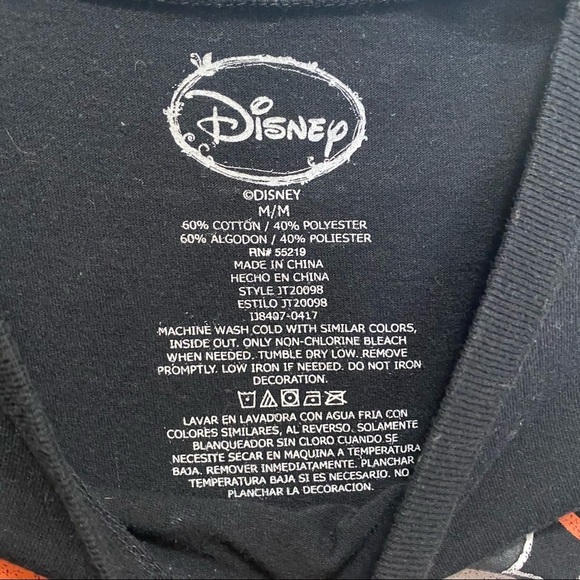 Disney
©DISNEY
M/M
60% COTTON / 40% POLYESTER
60% ALGODON / 40% POLIESTER
RN# 55219
MADE IN CHINA
HECHO EN CHINA
STYLE JT20098
ESTILO JT20098
IJ8407-0417
MACHINE WASH COLD WITH SIMILAR COLORS,
INSIDE OUT. ONLY NON-CHLORINE BLEACH
WHEN NEEDED. TUMBLE DRY LOW. REMOVE
PROMPTLY. LOW IRON IF NEEDED. DO NOT IRON
DECORATION.
LAVAR EN LAVADORA CON AGUA FRIA CON
COLORES SIMILARES, AL REVERSO. SOLAMENTE
BLANQUEADOR SIN CLORO CUANDO SE
NECESITE SECAR EN MAQUINA A TEMPERATURA
BAJA. REMOVER INMEDIATAMENTE. PLANCHAR A
TEMPERATURA BAJA SI ES NECESARIO. NO
PLANCHAR LA DECORACION.